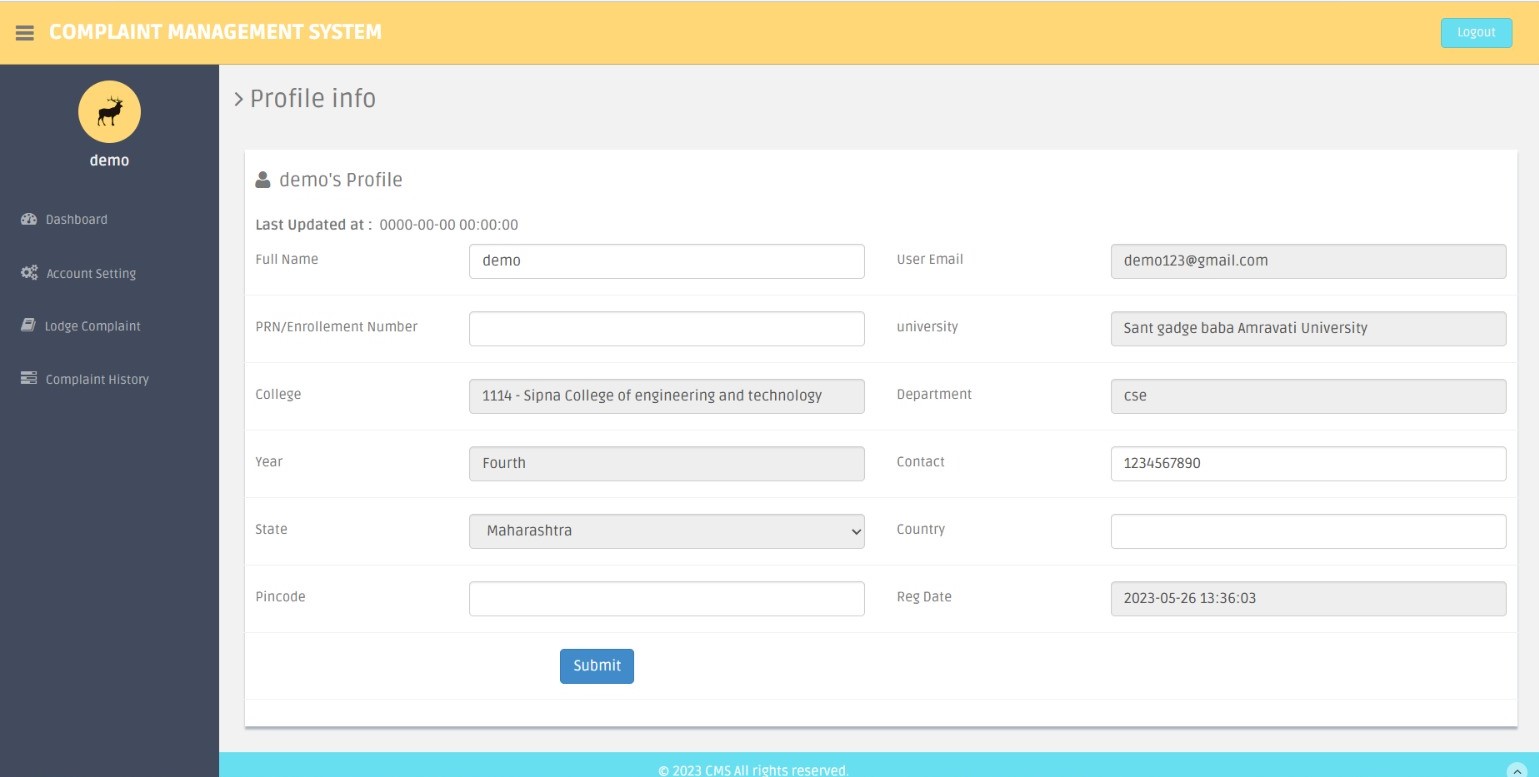 COMPLAINT MANAGEMENT SYSTEM
Logout
demo
Dashboard
Account Setting
Lodge Complaint
Complaint History
Profile info
demo's Profile
Last Updated at : 0000-00-00 00:00:00
Full Name demo User Email demo123@gmail.com
PRN/Enrollement Number university Sant gadge baba Amravati University
College 1114 - Sipna College of engineering and technology Department cse
Year Fourth Contact 1234567890
State Maharashtra Country
Pincode Reg Date 2023-05-26 13:36:03
Submit
© 2023 CMS All rights reserved.